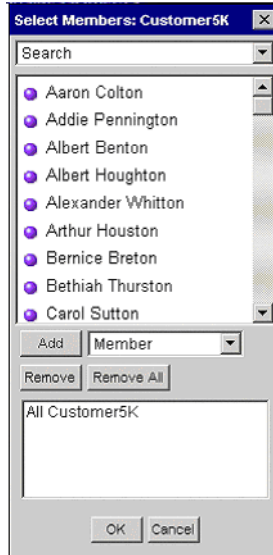 Select Members: Customer5K
Search
Aaron Colton
Addie Pennington
Albert Benton
Albert Houghton
Alexander Whitton
Arthur Houston
Bernice Breton
Bethiah Thurston
Carol Sutton
Add Member
Remove Remove All
All Customer5K
OK Cancel